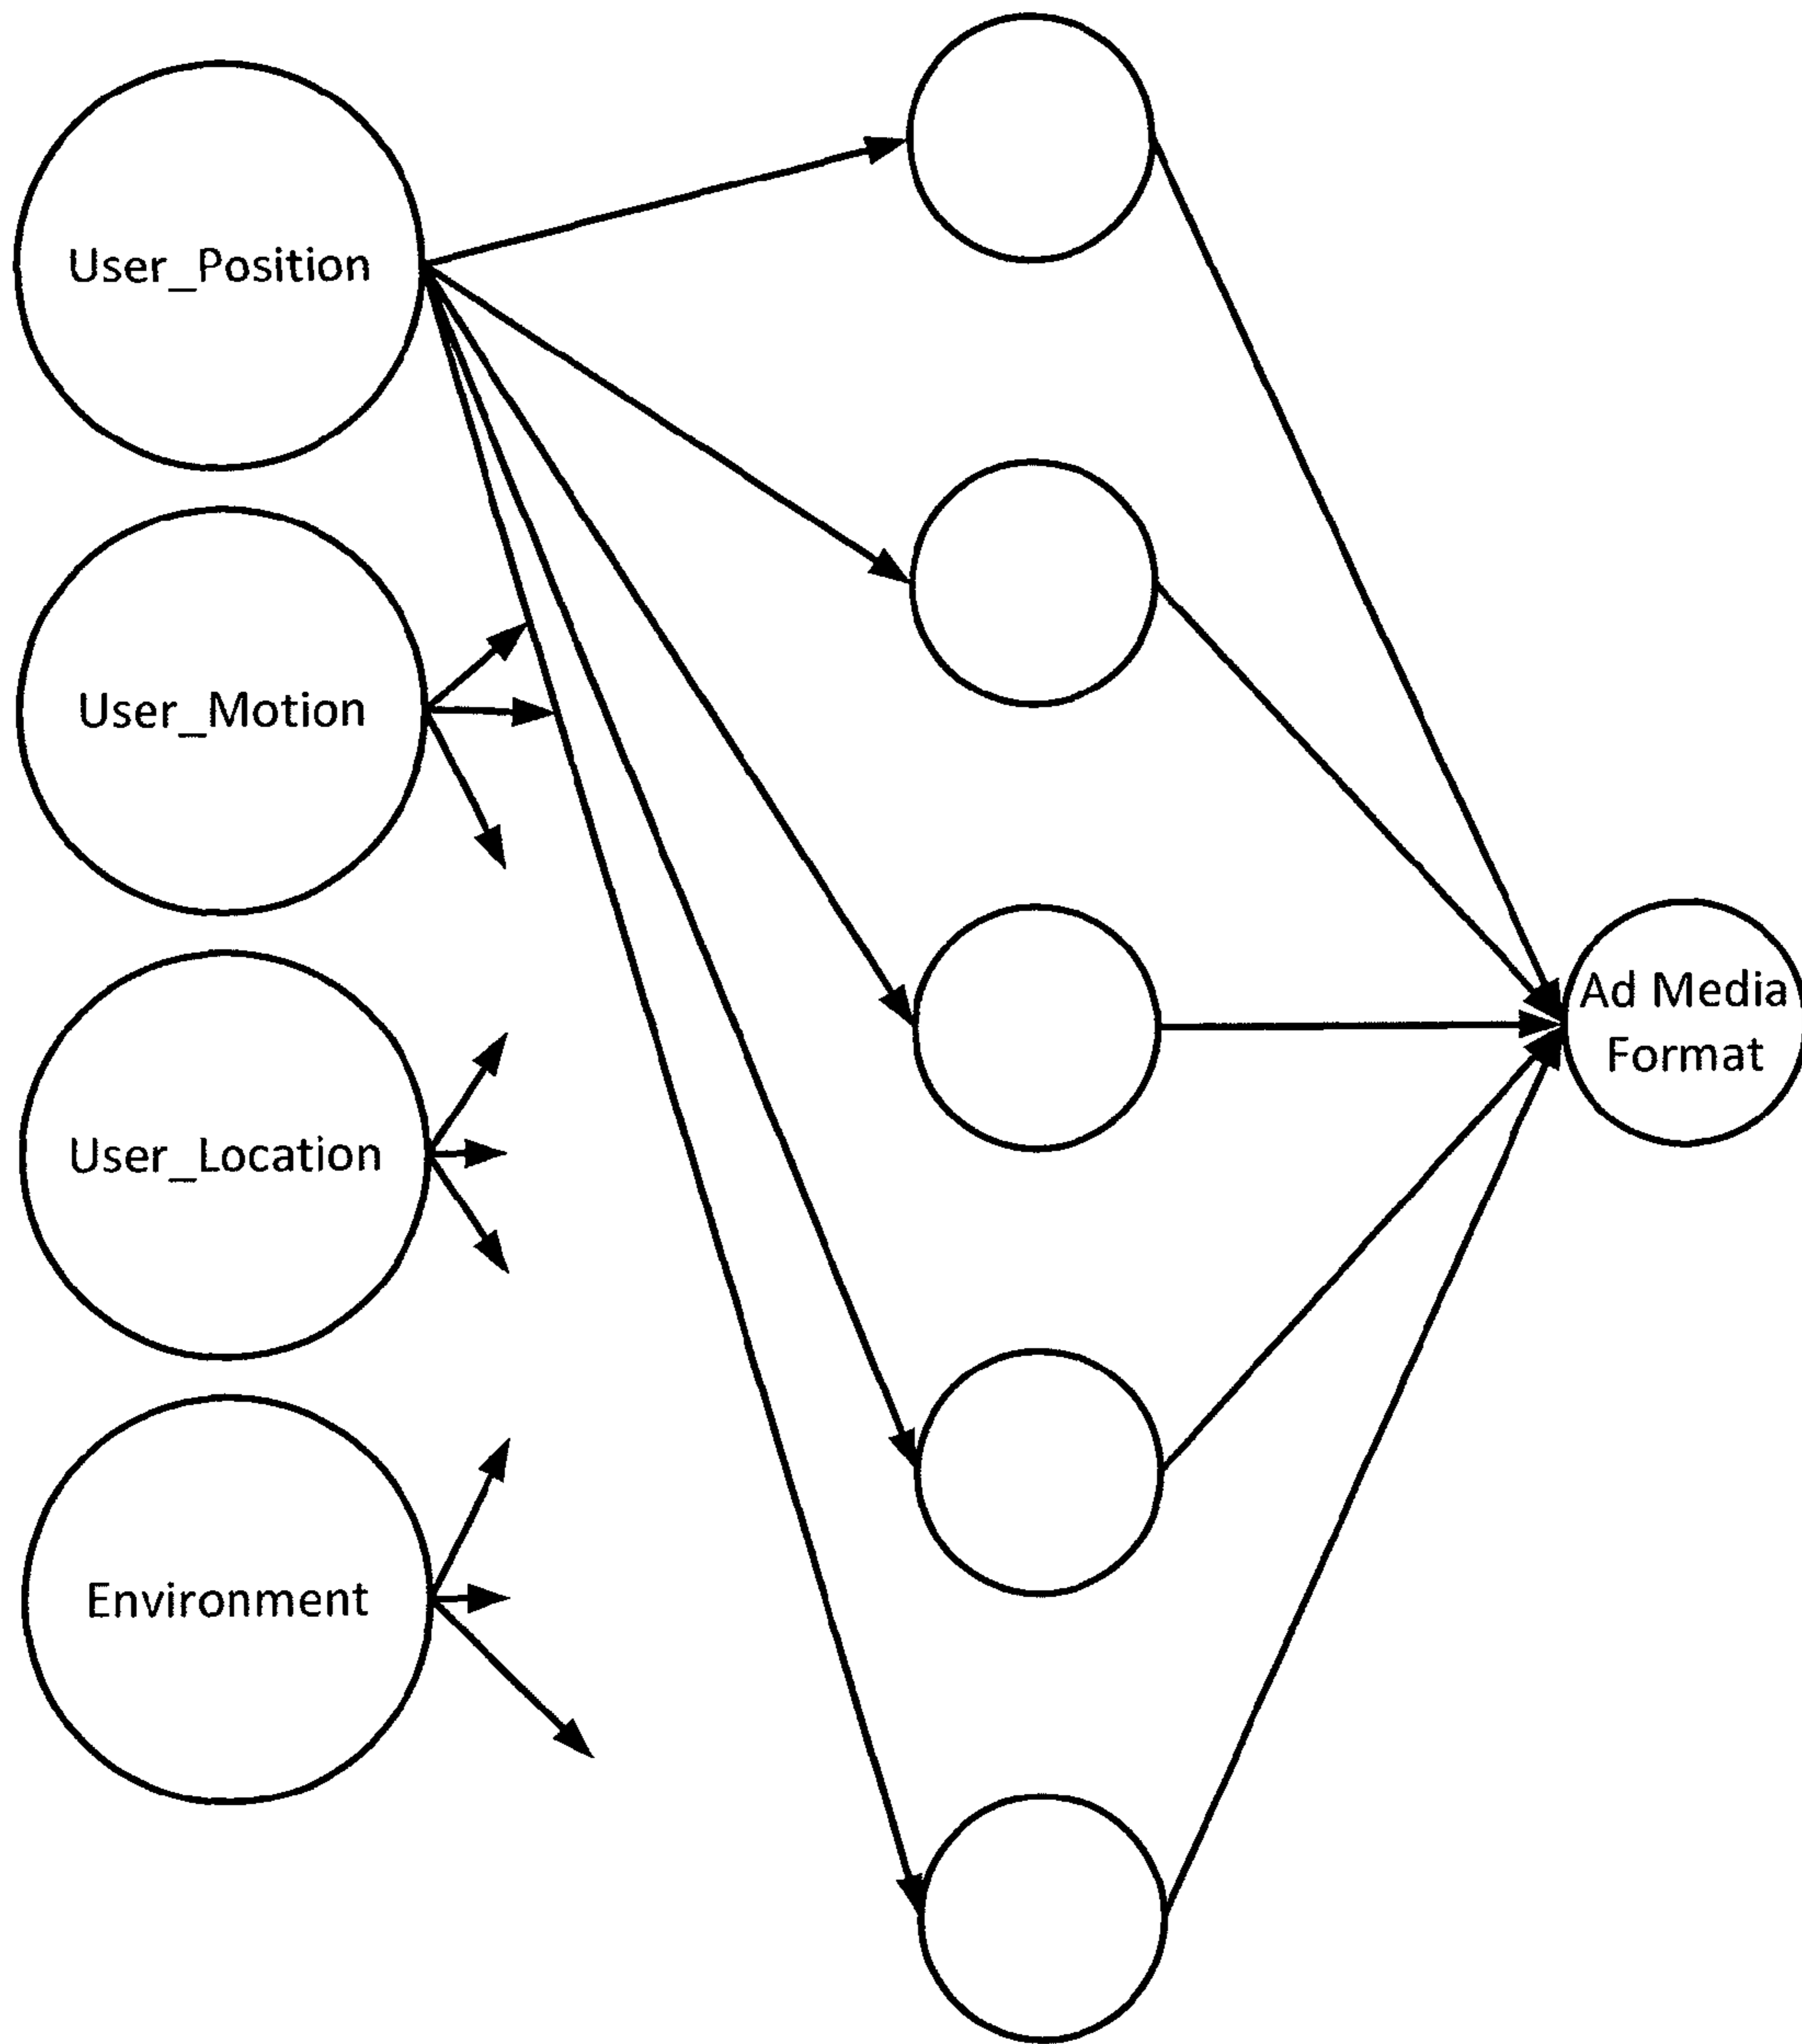 User_Position
User_Motion
User_Location
Environment
Ad Media
Format